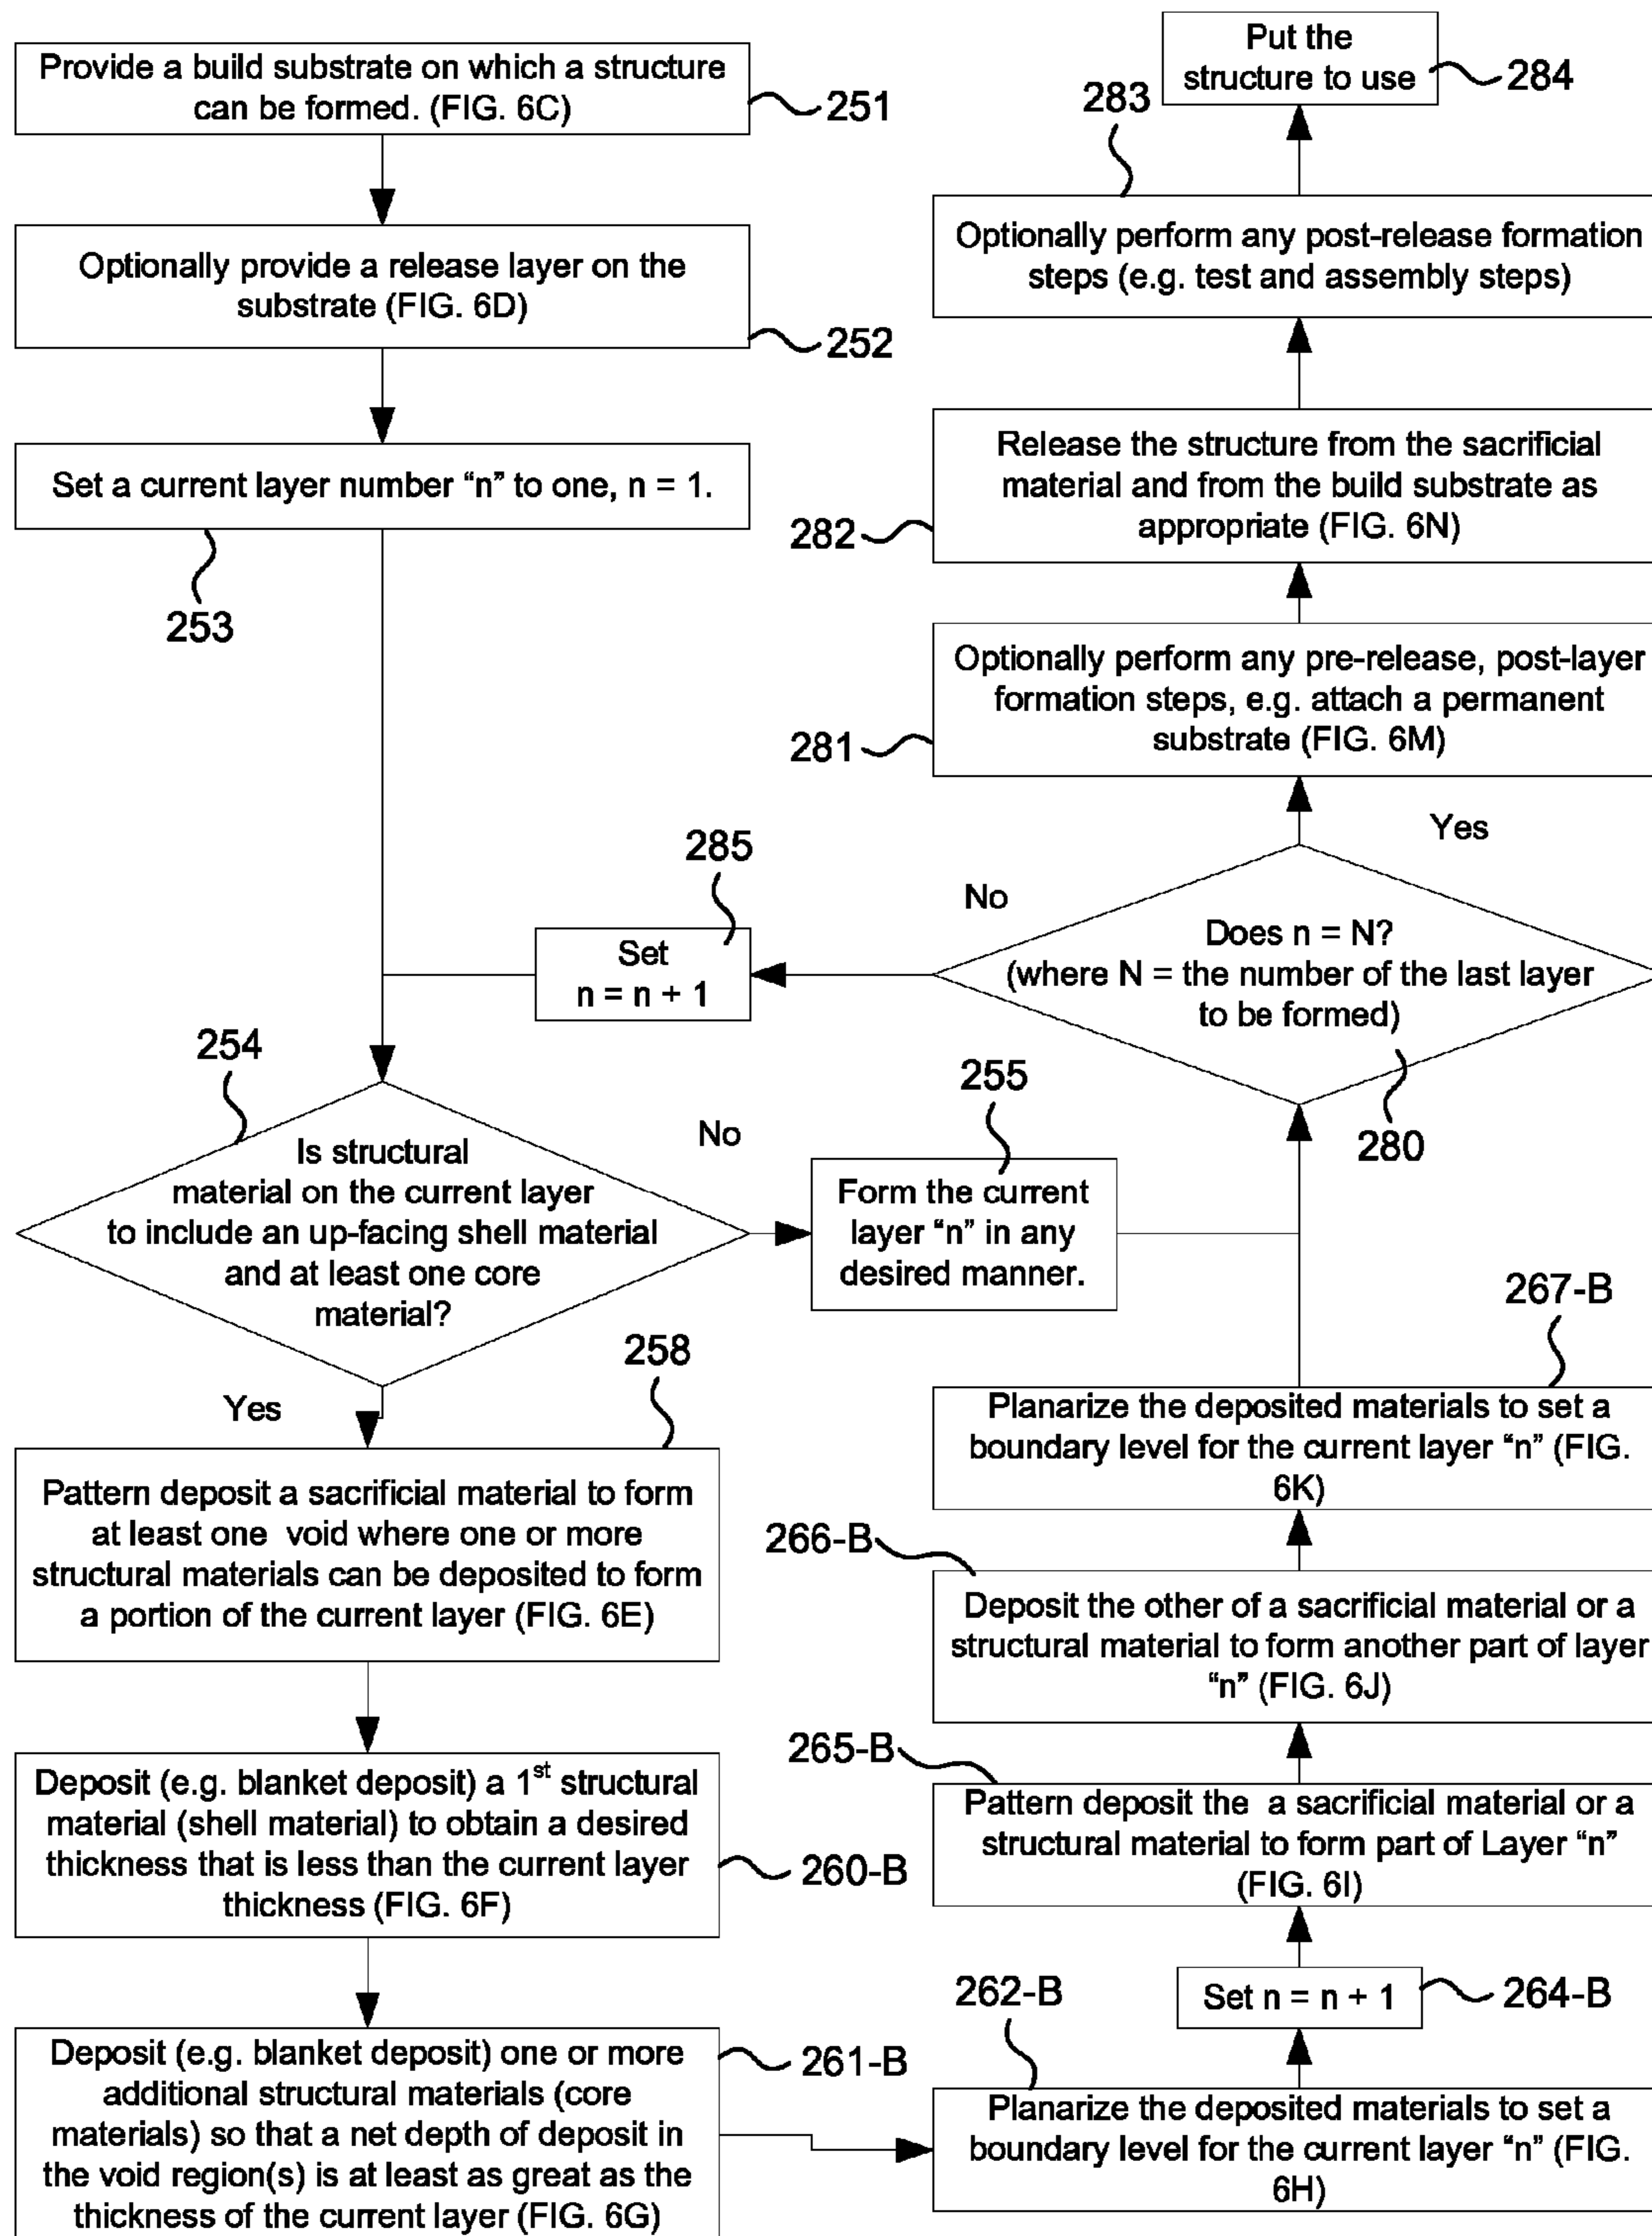 Provide a build substrate on which a structure
can be formed. (FIG. 6C)
251
Optionally provide a release layer on the
substrate (FIG. 6D)
252
Set a current layer number “n” to one, n = 1.
253
254
Is structural
material on the current layer
to include an up-facing shell material
and at least one core
material?
No
Yes
255
Form the current
layer “n” in any
desired manner.
258
Pattern deposit a sacrificial material to form
at least one void where one or more
structural materials can be deposited to form
a portion of the current layer (FIG. 6E)
Deposit (e.g. blanket deposit) a 1st structural
material (shell material) to obtain a desired
thickness that is less than the current layer
thickness (FIG. 6F)
260-B
Deposit (e.g. blanket deposit) one or more
additional structural materials (core
materials) so that a net depth of deposit in
the void region(s) is at least as great as the
thickness of the current layer (FIG. 6G)
261-B
262-B
Planarize the deposited materials to set a
boundary level for the current layer “n” (FIG.
6H)
Set n = n + 1
264-B
265-B
Pattern deposit the a sacrificial material or a
structural material to form part of Layer “n”
(FIG. 6I)
266-B
Deposit the other of a sacrificial material or a
structural material to form another part of layer
“n” (FIG. 6J)
267-B
Planarize the deposited materials to set a
boundary level for the current layer “n” (FIG.
6K)
Does n = N?
(where N = the number of the last layer
to be formed)
280
No
Yes
285
Set
n = n + 1
Optionally perform any pre-release, post-layer
formation steps, e.g. attach a permanent
substrate (FIG. 6M)
281
Release the structure from the sacrificial
material and from the build substrate as
appropriate (FIG. 6N)
282
283
Optionally perform any post-release formation
steps (e.g. test and assembly steps)
Put the
structure to use
284